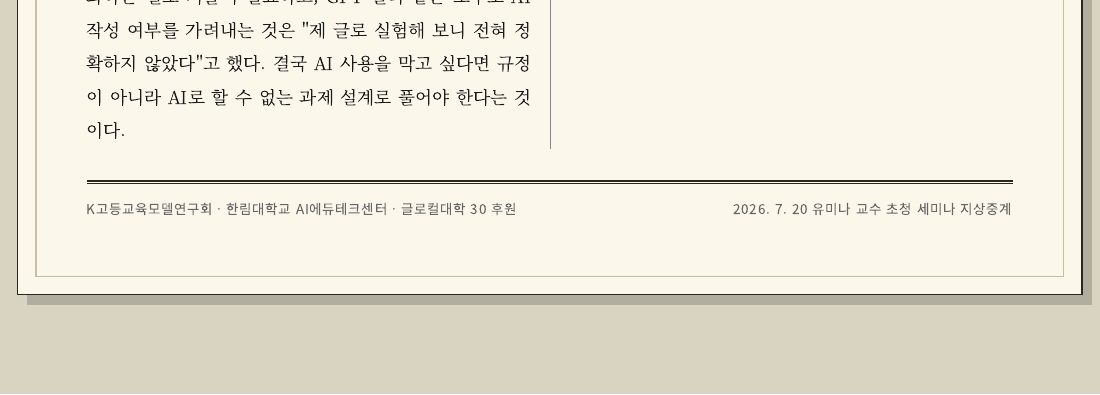 작성 여부를 가려내는 것은 "제 글로 실험해 보니 전혀 정
확하지 않았다"고 했다. 결국 AI 사용을 막고 싶다면 규정
이 아니라 AI로 할 수 없는 과제 설계로 풀어야 한다는 것
이다.
K고등교육모델연구회 · 한림대학교 AI에듀테크센터 · 글로컬대학 30 후원
2026. 7. 20 유미나 교수 초청 세미나 지상중계